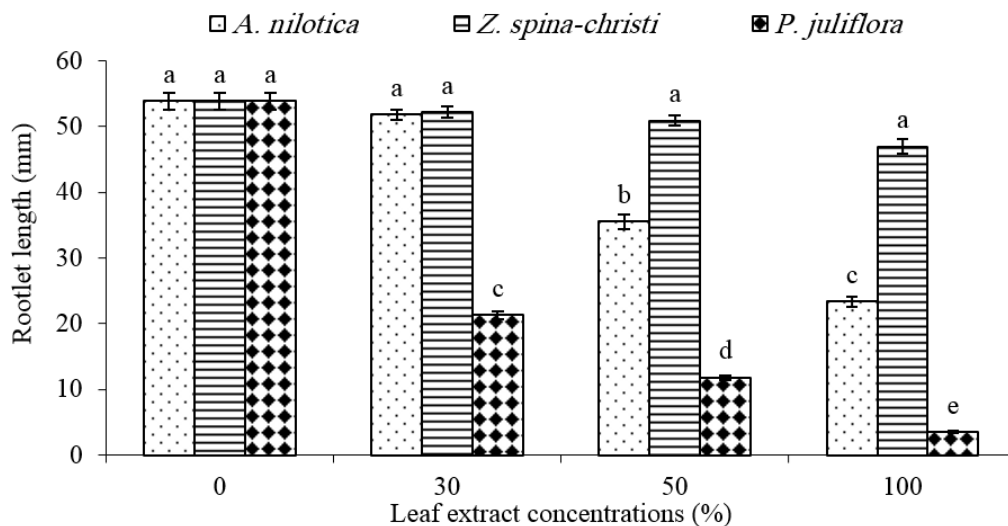 A. nilotica Z. spina-christi P. juliflora
60
50
40
30
20
10
0
Rootlet length (mm)
a a a
a a c
b a d
c a e
0 30 50 100
Leaf extract concentrations (%)